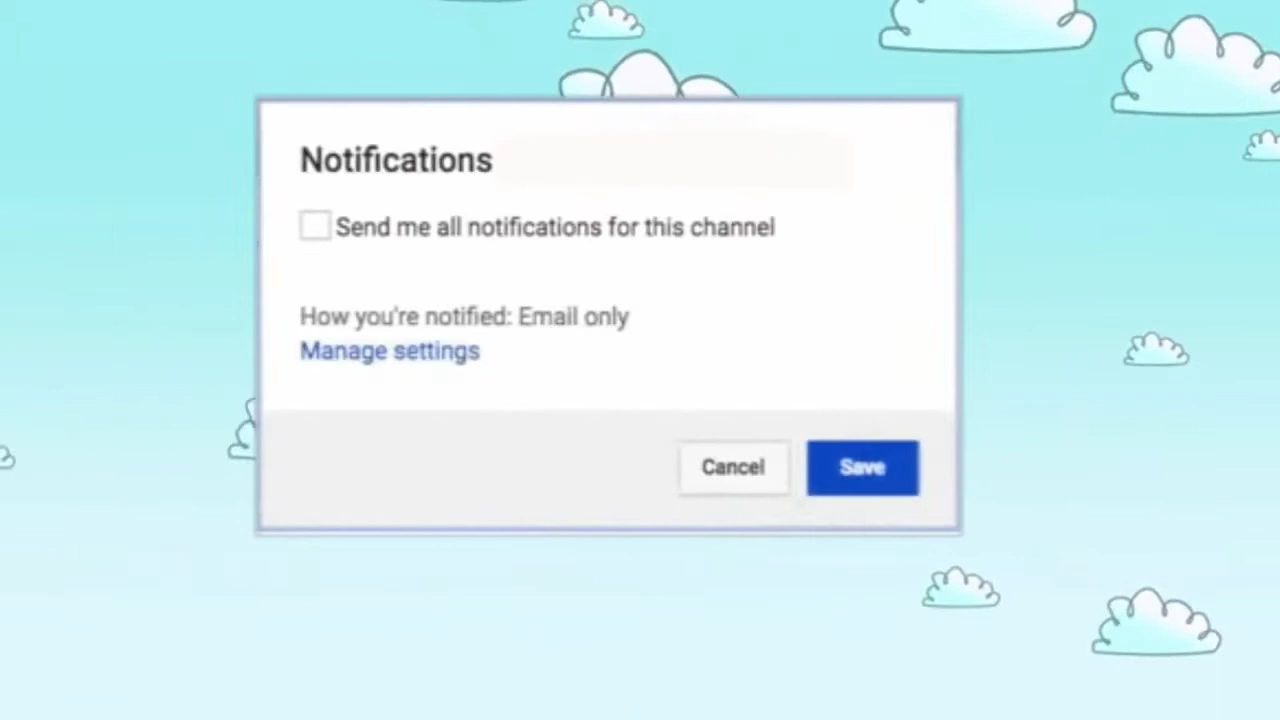 Notifications
Send me all notifications for this channel
How you're notified: Email only
Manage settings
Cancel
Save